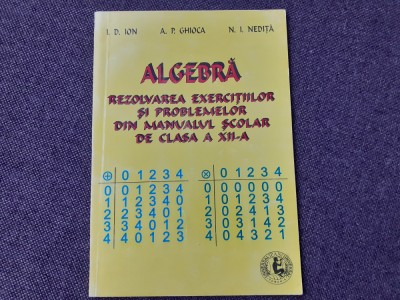 I. D. ION A. P. GHIOCA N. I. NEDIȚĂ
ALGEBRĂ
REZOLVAREA EXERCIȚIILOR
ȘI PROBLEMELOR
DIN MANUALUL ȘCOLAR
DE CLASA A XII-A
⊕ 0 1 2 3 4 ⊗ 0 1 2 3 4
0 0 1 2 3 4 0 0 0 0 0 0
1 1 2 3 4 0 1 0 1 2 3 4
2 2 3 4 0 1 2 0 2 4 1 3
3 3 4 0 1 2 3 0 3 1 4 2
4 4 0 1 2 3 4 0 4 3 2 1